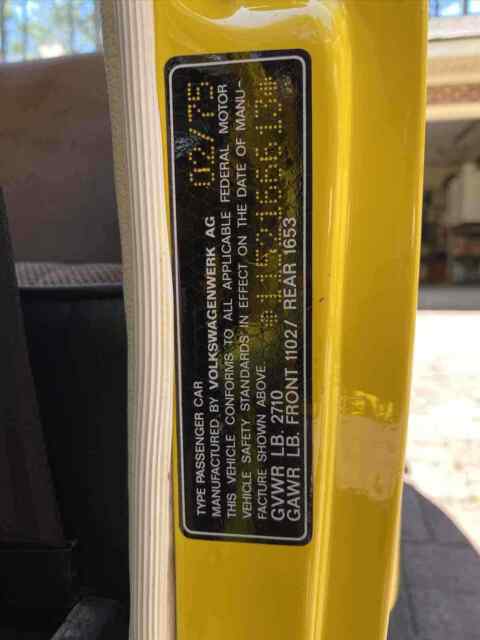 TYPE PASSENGER CAR
MANUFACTURED BY VOLKSWAGENWERK AG 02/75
THIS VEHICLE CONFORMS TO ALL APPLICABLE FEDERAL MOTOR
VEHICLE SAFETY STANDARDS IN EFFECT ON THE DATE OF MANU-
FACTURE SHOWN ABOVE.
GVWR LB. 2710
GAWR LB. FRONT 1102/ REAR 1653